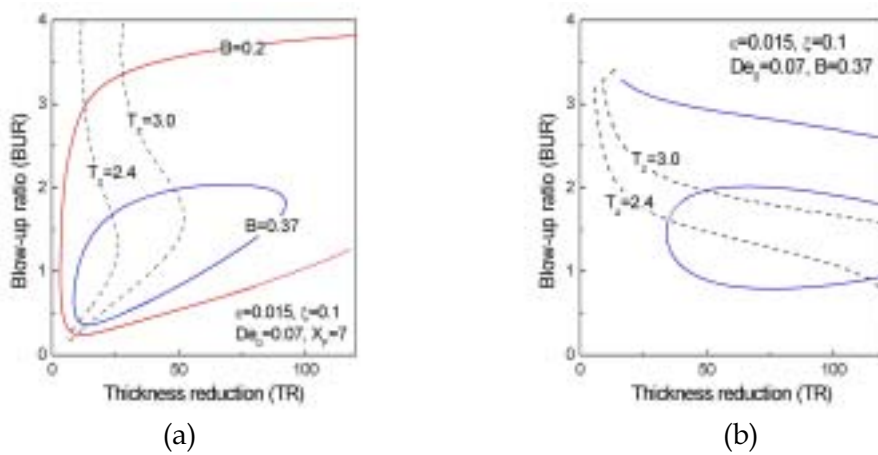 4
3
2
1
0
0
50
100
Blow-up ratio (BUR)
Thickness reduction (TR)
B=0.2
T_z=3.0
T_z=2.4
B=0.37
ε=0.015, ζ=0.1
De_0=0.07, X_F=7
(a)
4
3
2
1
0
0
50
100
Blow-up ratio (BUR)
Thickness reduction (TR)
ε=0.015, ζ=0.1
De_0=0.07, B=0.37
T_z=3.0
T_z=2.4
(b)